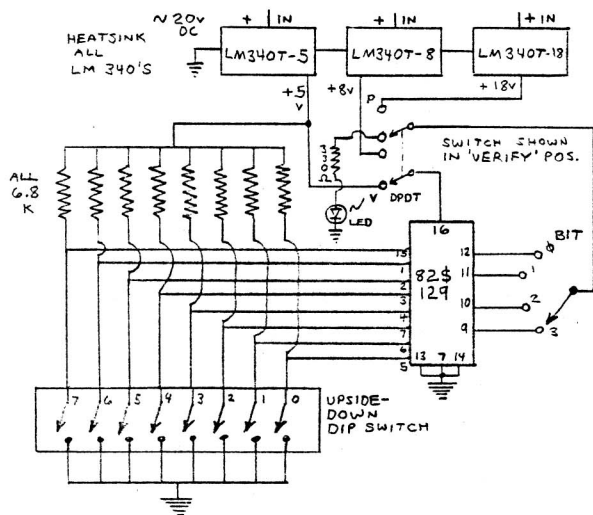 ~ 20v
DC
+ IN
+ IN
+ IN
HEATSINK
ALL
LM 340'S
LM340T-5
LM340T-8
LM340T-18
+5
V
+8v
+18v
P
330Ω
SWITCH SHOWN
IN 'VERIFY' POS.
V
DPDT
LED
ALL
6.8
K
16
15
1
2
3
4
7
6
5
82S
129
12
11
10
9
13 7 14
φ BIT
1
2
3
7 6 5 4 3 2 1 0
UPSIDE-
DOWN
DIP SWITCH